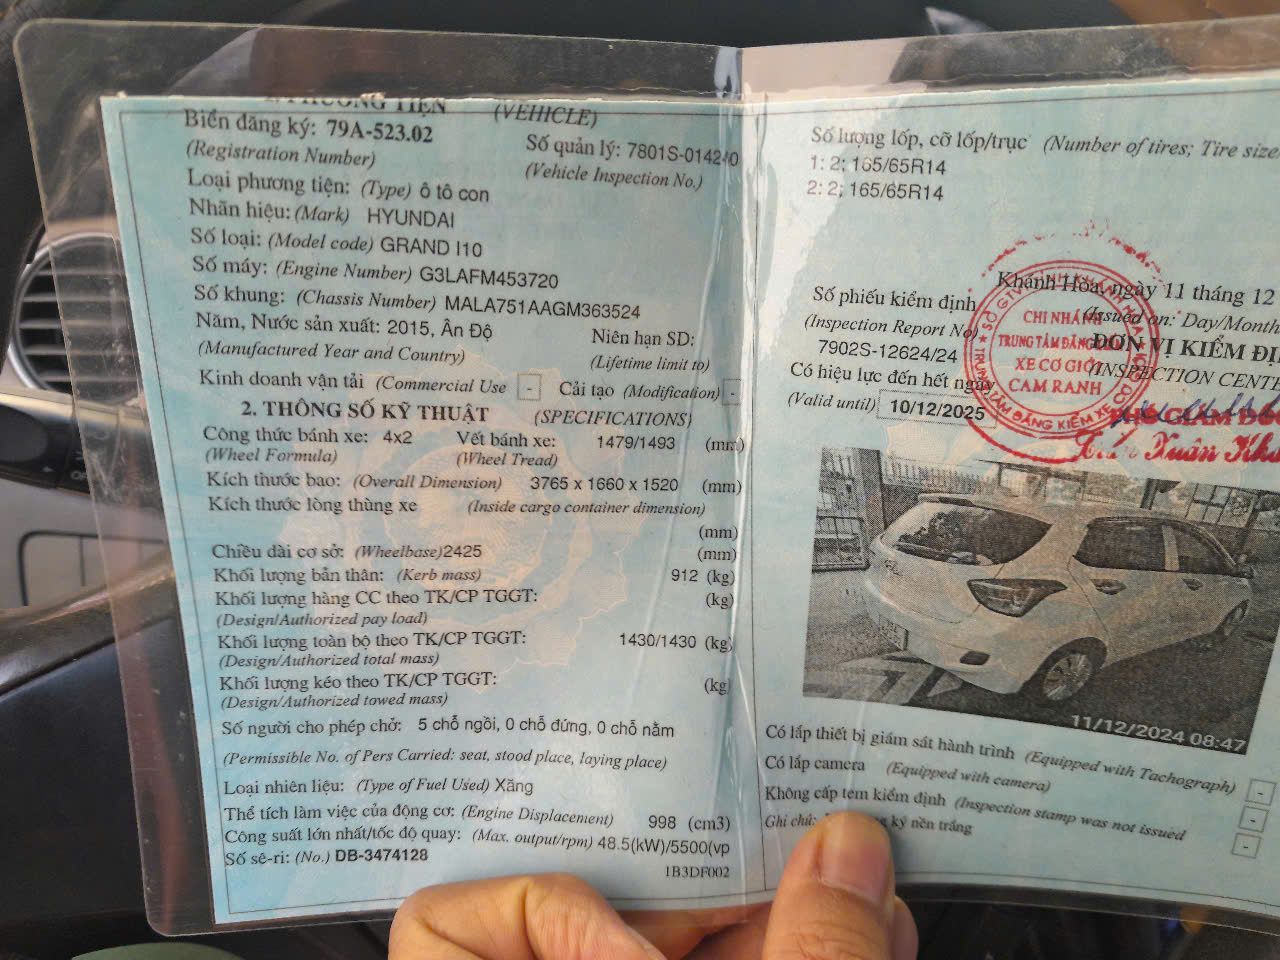 1. PHƯƠNG TIỆN (VEHICLE)
Biển đăng ký: 79A-523.02
(Registration Number)
Số quản lý: 7801S-014240
(Vehicle Inspection No.)
Loại phương tiện: (Type) ô tô con
Nhãn hiệu: (Mark) HYUNDAI
Số loại: (Model code) GRAND I10
Số máy: (Engine Number) G3LAFM453720
Số khung: (Chassis Number) MALA751AAGM363524
Năm, Nước sản xuất: 2015, Ấn Độ
(Manufactured Year and Country)
Niên hạn SD:
(Lifetime limit to)
Kinh doanh vận tải (Commercial Use - Cải tạo (Modification) -
2. THÔNG SỐ KỸ THUẬT (SPECIFICATIONS)
Công thức bánh xe: 4x2 Vết bánh xe: 1479/1493 (mm)
(Wheel Formula) (Wheel Tread)
Kích thước bao: (Overall Dimension) 3765 x 1660 x 1520 (mm)
Kích thước lòng thùng xe (Inside cargo container dimension)
(mm)
Chiều dài cơ sở: (Wheelbase)2425 (mm)
Khối lượng bản thân: (Kerb mass) 912 (kg)
Khối lượng hàng CC theo TK/CP TGGT: (kg)
(Design/Authorized pay load)
Khối lượng toàn bộ theo TK/CP TGGT: 1430/1430 (kg)
(Design/Authorized total mass)
Khối lượng kéo theo TK/CP TGGT: (kg)
(Design/Authorized towed mass)
Số người cho phép chở: 5 chỗ ngồi, 0 chỗ đứng, 0 chỗ nằm
(Permissible No. of Pers Carried: seat, stood place, laying place)
Loại nhiên liệu: (Type of Fuel Used) Xăng
Thể tích làm việc của động cơ: (Engine Displacement) 998 (cm3)
Công suất lớn nhất/tốc độ quay: (Max. output/rpm) 48.5(kW)/5500(vp
Số sê-ri: (No.) DB-3474128
1B3DF002
Số lượng lốp, cỡ lốp/trục (Number of tires; Tire size
1: 2; 165/65R14
2: 2; 165/65R14
Khánh Hòa, ngày 11 tháng 12
(Issued on: Day/Month
Số phiếu kiểm định
(Inspection Report No)
7902S-12624/24
ĐƠN VỊ KIỂM ĐỊ
(INSPECTION CENTE
Có hiệu lực đến hết ngày
(Valid until) 10/12/2025
CHI NHÁNH
TRUNG TÂM ĐĂNG
XE CƠ GIỚI
CAM RANH
PHÓ GIÁM ĐỐ
Xuân
11/12/2024 08:47
Có lắp thiết bị giám sát hành trình (Equipped with Tachograph) -
Có lắp camera (Equipped with camera) -
Không cấp tem kiểm định (Inspection stamp was not issued -
Ghi chú: ký nền trắng